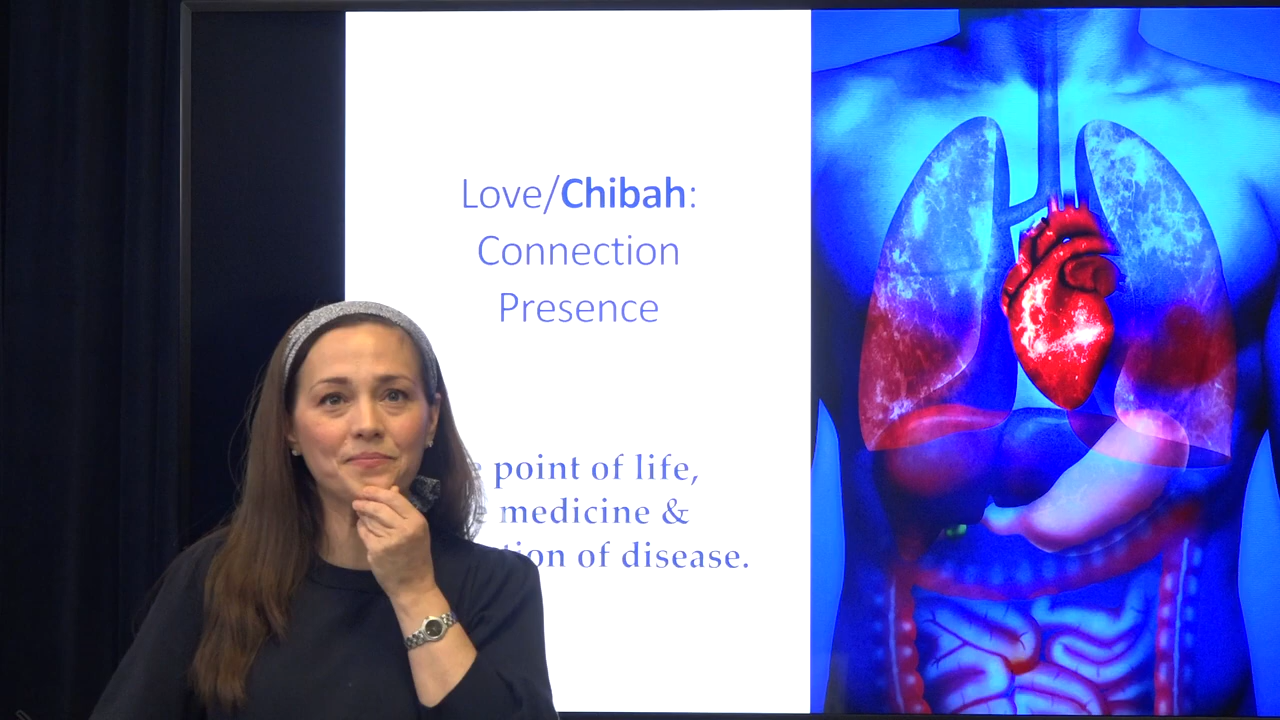 Love/Chibah:
Connection
Presence
point of life,
medicine &
of disease.